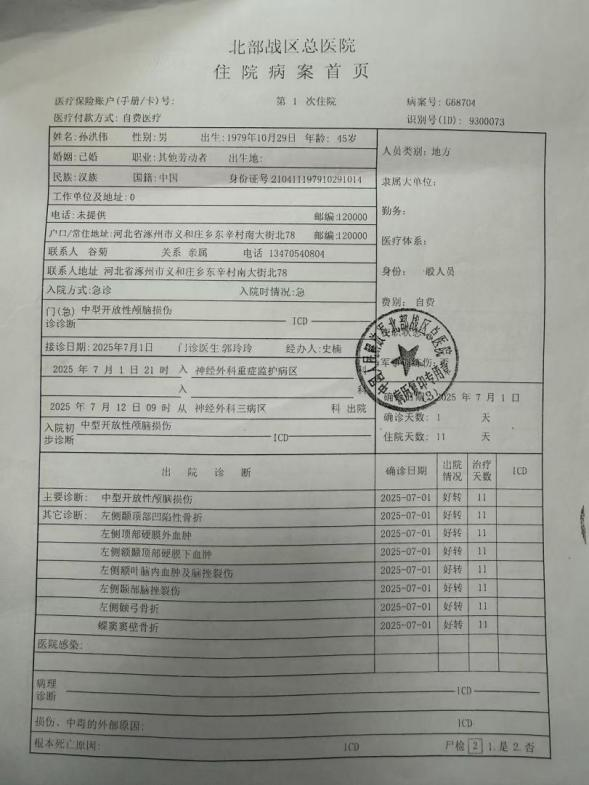 北部战区总医院
住院病案首页
医疗保险账户(手册/卡)号: 第 1 次住院 病案号: G68704
医疗付款方式: 自费医疗 识别号(ID): 9300073
姓名: 孙洪伟 性别: 男 出生: 1979年10月29日 年龄: 45岁
人员类别: 地方
婚姻: 已婚 职业: 其他劳动者 出生地:
民族: 汉族 国籍: 中国 身份证号 210411197910291014
隶属大单位:
工作单位及地址: 0
电话: 未提供 邮编: 120000
勤务:
户口/常住地址: 河北省涿州市义和庄乡东辛村南大街北78 邮编: 120000
医疗体系:
联系人 谷菊 关系 亲属 电话 13470540804
联系人地址 河北省涿州市义和庄乡东辛村南大街北78
身份: 一般人员
入院方式: 急诊 入院时情况: 急
费别: 自费
门(急)诊诊断 中型开放性颅脑损伤 ICD
接诊日期: 2025年7月1日 门诊医生 郭玲玲 经办人: 史楠
2025 年 7 月 1 日 21 时 入 神经外科重症监护病区
入
2025 年 7 月 12 日 09 时 从 神经外科三病区 科 出院
2025 年 7 月 1 日
确诊天数: 1 天
住院天数: 11 天
入院初步诊断 中型开放性颅脑损伤 ICD
中国人民解放军北部战区总医院
病历复印专用章
(3)
出院诊断 确诊日期 出院情况 治疗天数 ICD
主要诊断: 中型开放性颅脑损伤 2025-07-01 好转 11
其它诊断: 左侧颞顶部凹陷性骨折 2025-07-01 好转 11
左侧顶部硬膜外血肿 2025-07-01 好转 11
左侧额颞顶部硬膜下血肿 2025-07-01 好转 11
左侧颞叶脑内血肿及脑挫裂伤 2025-07-01 好转 11
左侧颞部脑挫裂伤 2025-07-01 好转 11
左侧颧弓骨折 2025-07-01 好转 11
蝶窦窦壁骨折 2025-07-01 好转 11
医院感染:
病理诊断 ICD
损伤、中毒的外部原因: ICD
根本死亡原因: ICD 尸检 2 1.是 2.否